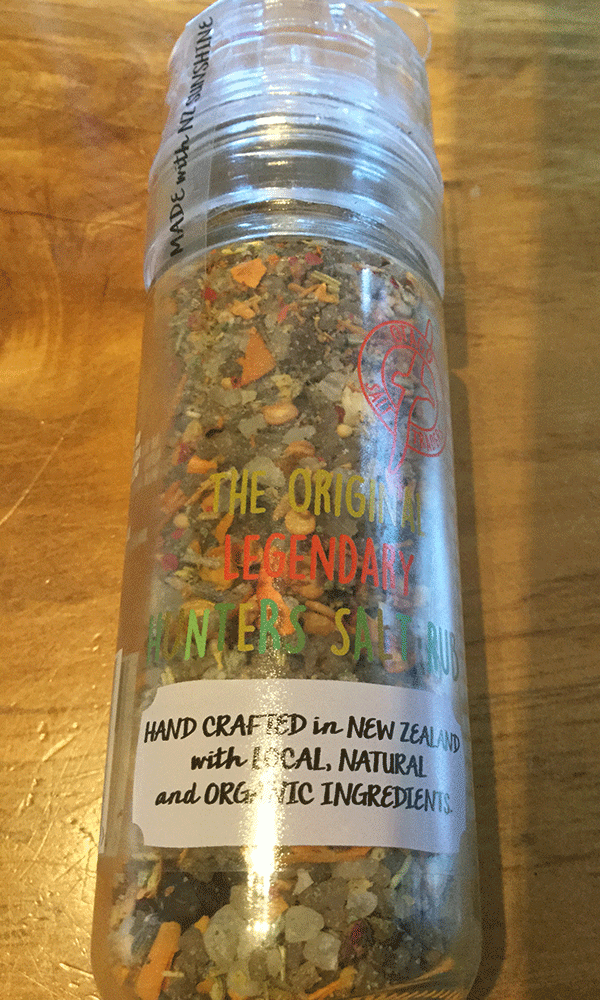 MADE with NZ SUNSHINE
THE ORIGINAL
LEGENDARY
HUNTERS SALT RUB
HAND CRAFTED in NEW ZEALAND
with LOCAL, NATURAL
and ORGANIC INGREDIENTS.